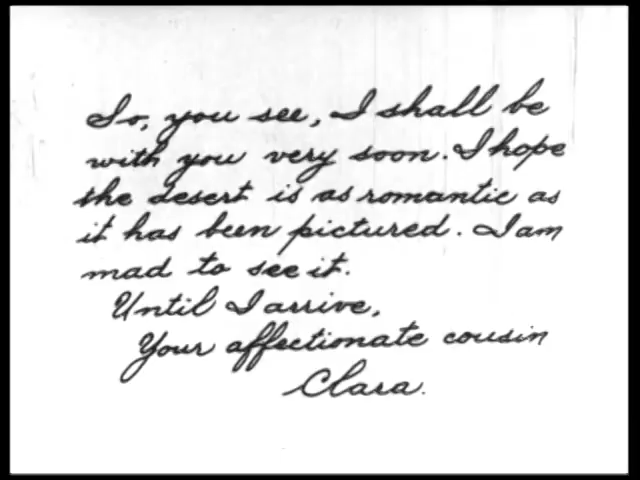 So, you see, I shall be
with you very soon. I hope
the desert is as romantic as
it has been pictured. I am
mad to see it.
Until I arrive,
Your affectionate cousin
Clara.